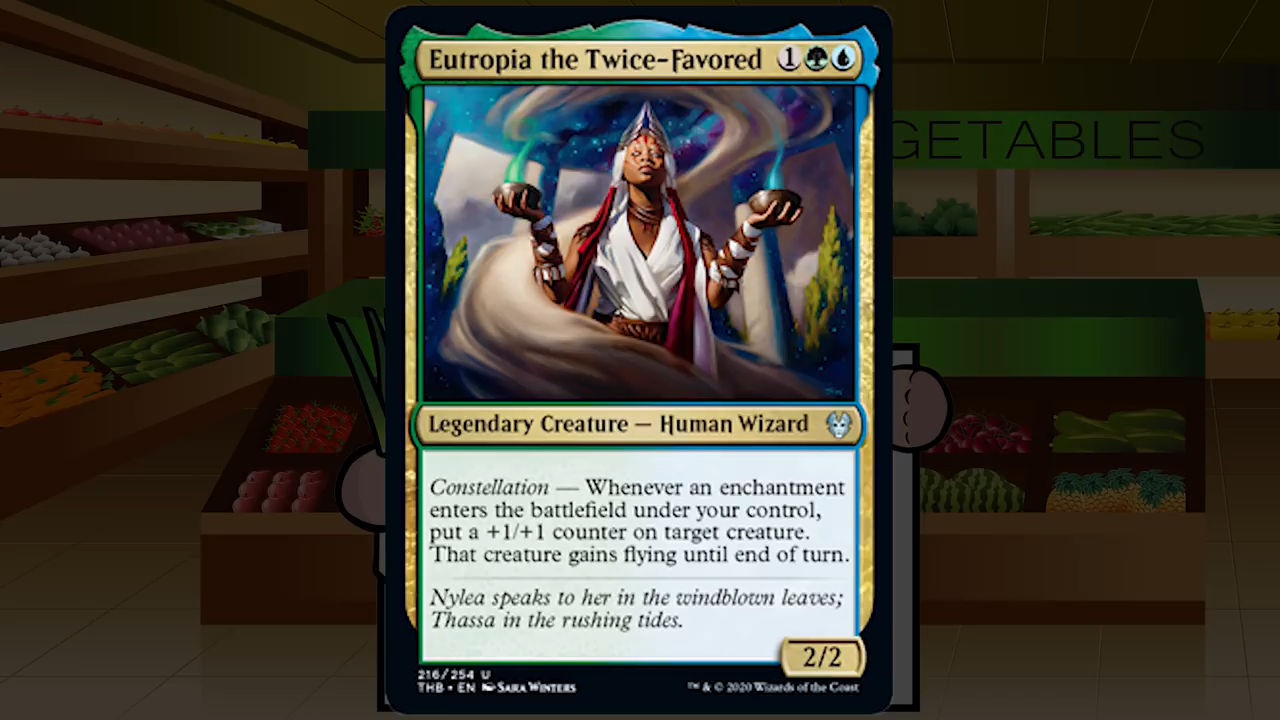 GETABLES
Eutropia the Twice-Favored 1
Legendary Creature — Human Wizard
Constellation — Whenever an enchantment
enters the battlefield under your control,
put a +1/+1 counter on target creature.
That creature gains flying until end of turn.
Nylea speaks to her in the windblown leaves;
Thassa in the rushing tides.
2/2
216/254 U
THB • EN Sara Winters
™ & © 2020 Wizards of the Coast